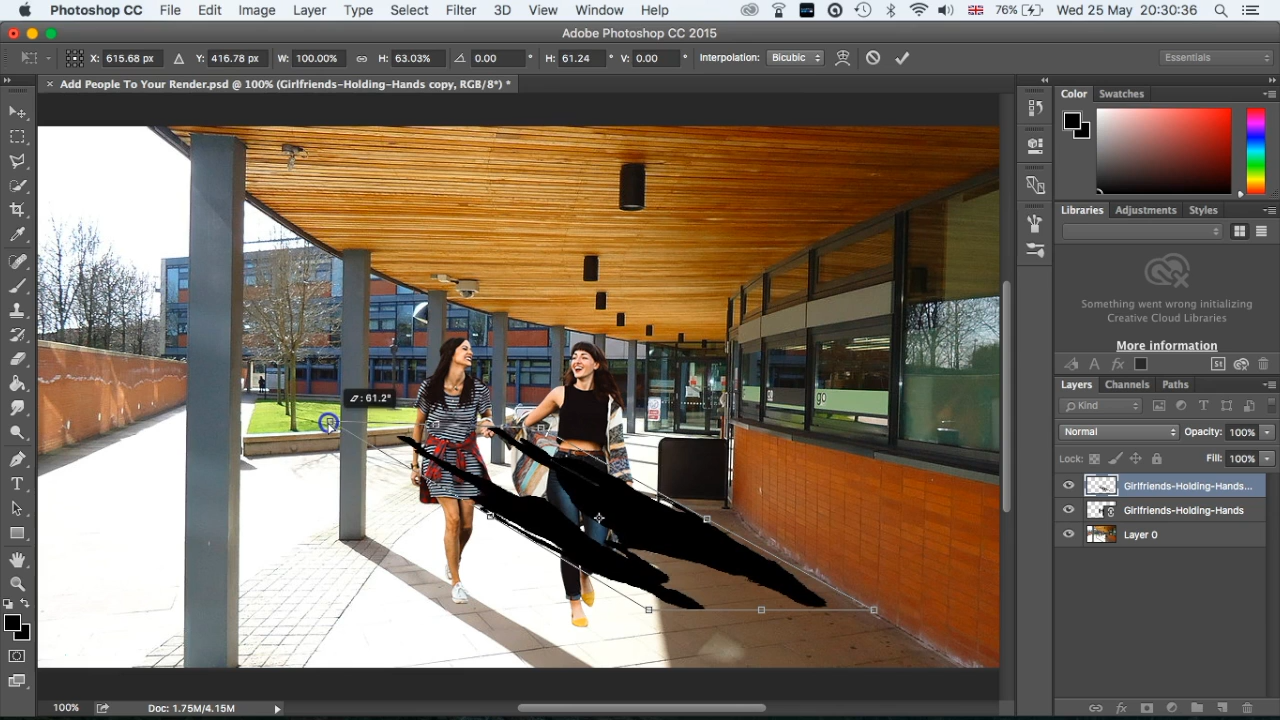 Photoshop CC File Edit Image Layer Type Select Filter 3D View Window Help 76% Wed 25 May 20:30:36
Adobe Photoshop CC 2015
X: 615.68 px Y: 416.78 px W: 100.00% H: 63.03% 0.00 ° H: 61.24 ° V: 0.00 ° Interpolation: Bicubic Essentials
× Add People To Your Render.psd @ 100% (Girlfriends-Holding-Hands copy, RGB/8*) *
Color Swatches
Libraries Adjustments Styles
Something went wrong initializing
Creative Cloud Libraries
More information
St
Layers Channels Paths
Kind
Normal Opacity: 100%
Lock: Fill: 100%
Girlfriends-Holding-Hands...
Girlfriends-Holding-Hands
Layer 0
: 61.2°
go
100% Doc: 1.75M/4.15M